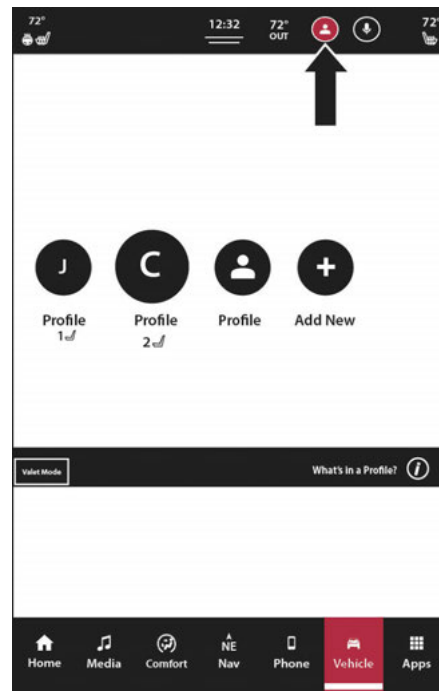 72° 12:32 72° 72°
OUT
J C +
Profile Profile Profile Add New
1 2
Valet Mode What's in a Profile? i
NE
Home Media Comfort Nav Phone Vehicle Apps